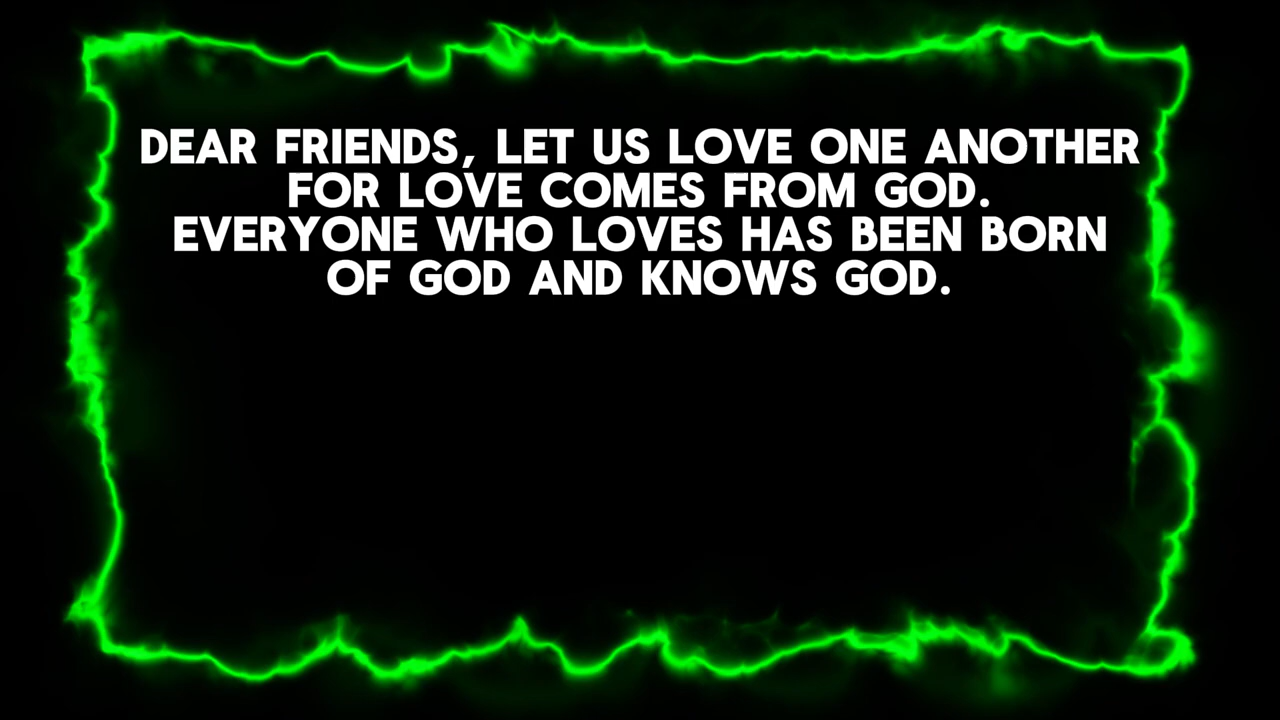 DEAR FRIENDS, LET US LOVE ONE ANOTHER
FOR LOVE COMES FROM GOD.
EVERYONE WHO LOVES HAS BEEN BORN
OF GOD AND KNOWS GOD.